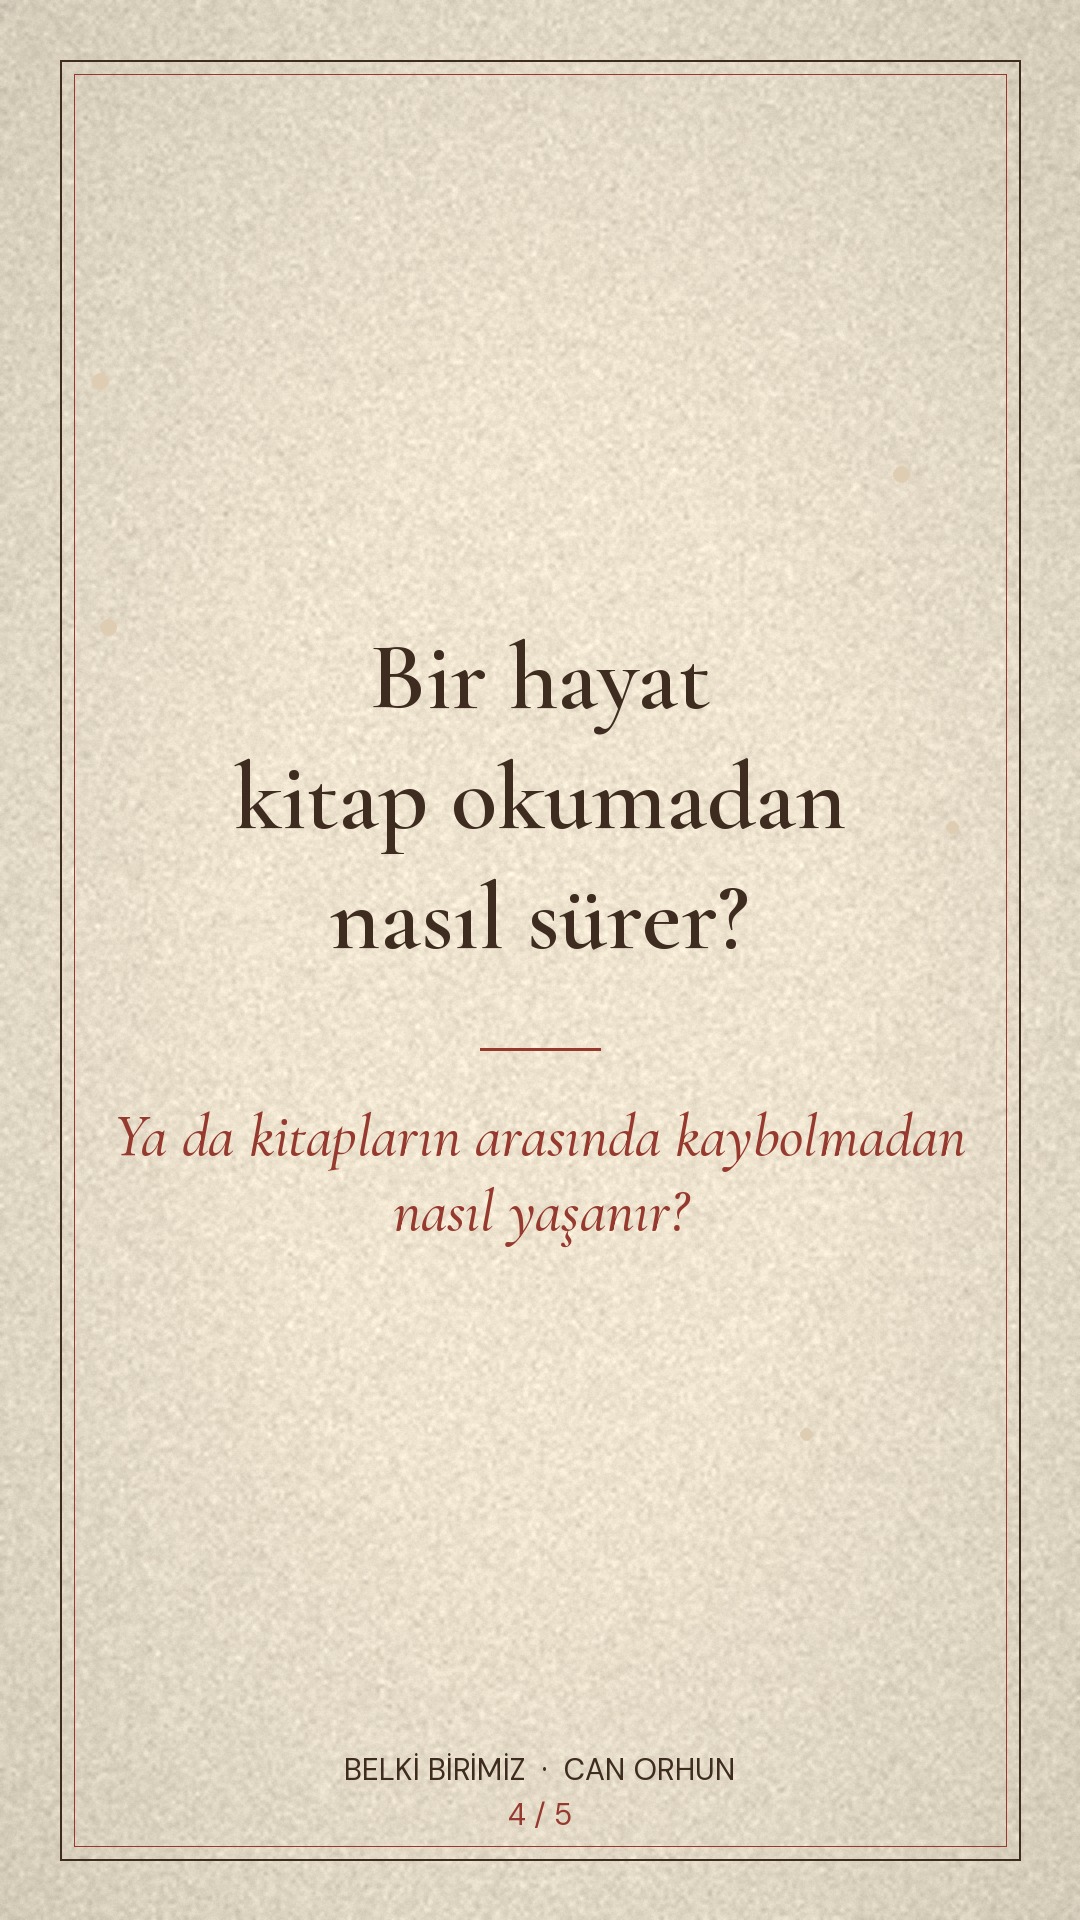 Bir hayat
kitap okumadan
nasıl sürer?
Ya da kitapların arasında kaybolmadan
nasıl yaşanır?
BELKİ BİRİMİZ · CAN ORHUN
4 / 5